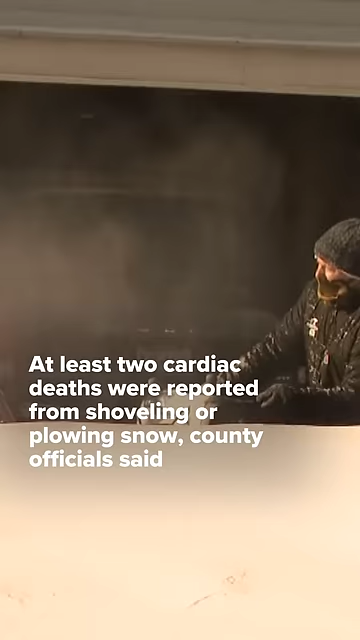 At least two cardiac
deaths were reported
from shoveling or
plowing snow, county
officials said